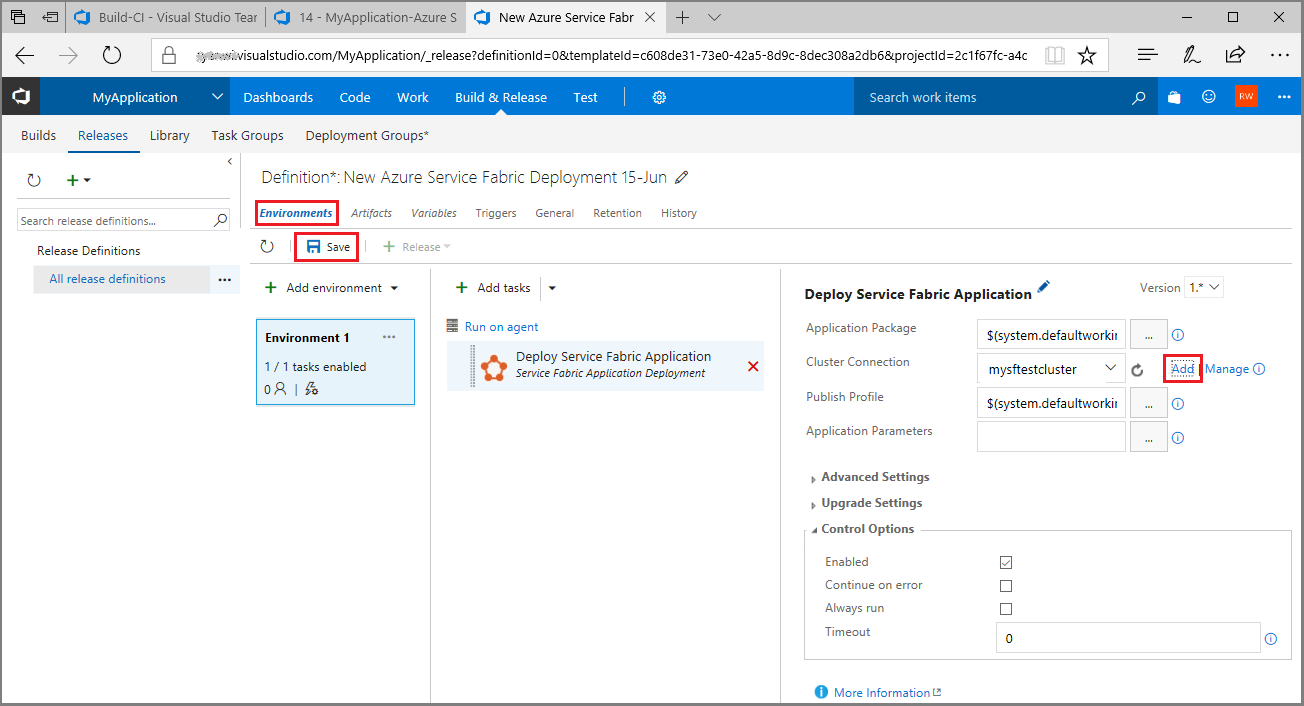 Build-CI - Visual Studio Tear
14 - MyApplication-Azure S
New Azure Service Fabr
visualstudio.com/MyApplication/_release?definitionId=0&templateId=c608de31-73e0-42a5-8d9c-8dec308a2db6&projectId=2c1f67fc-a4c
MyApplication
Dashboards
Code
Work
Build & Release
Test
Search work items
RW
Builds
Releases
Library
Task Groups
Deployment Groups*
Search release definitions...
Release Definitions
All release definitions
...
Definition*: New Azure Service Fabric Deployment 15-Jun
Environments
Artifacts
Variables
Triggers
General
Retention
History
Save
+ Release
+ Add environment
Environment 1
...
1 / 1 tasks enabled
0
|
+ Add tasks
Run on agent
Deploy Service Fabric Application
Service Fabric Application Deployment
Deploy Service Fabric Application
Version 1.*
Application Package
$(system.defaultworkin
...
Cluster Connection
mysftestcluster
Add
Manage
Publish Profile
$(system.defaultworkin
...
Application Parameters
...
Advanced Settings
Upgrade Settings
Control Options
Enabled
Continue on error
Always run
Timeout
0
More Information